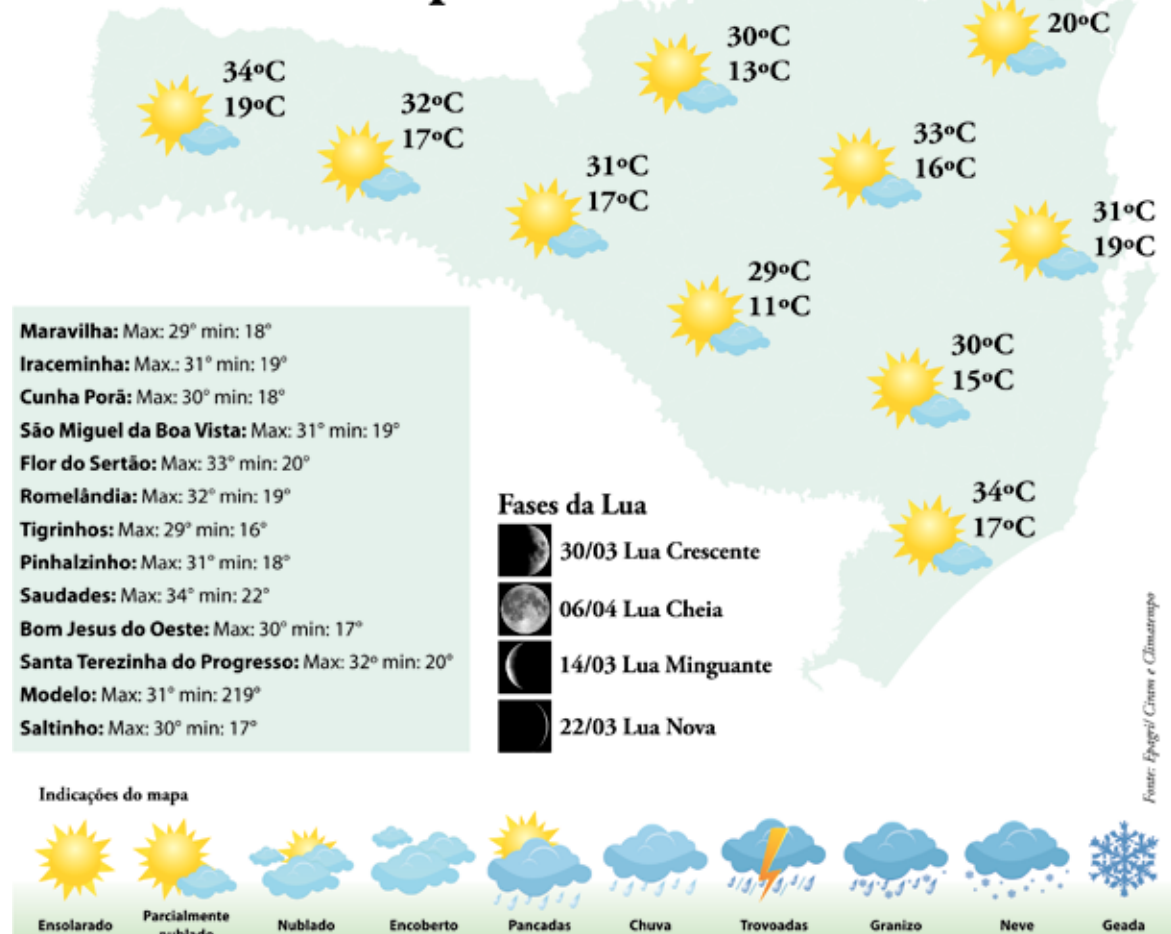 20ºC
30ºC
13ºC
34ºC
19ºC
32ºC
17ºC
33ºC
16ºC
31ºC
17ºC
31ºC
19ºC
29ºC
11ºC
30ºC
15ºC
34ºC
17ºC
Maravilha: Max: 29° min: 18°
Iraceminha: Max.: 31° min: 19°
Cunha Porã: Max: 30° min: 18°
São Miguel da Boa Vista: Max: 31° min: 19°
Flor do Sertão: Max: 33° min: 20°
Romelândia: Max: 32° min: 19°
Tigrinhos: Max: 29° min: 16°
Pinhalzinho: Max: 31° min: 18°
Saudades: Max: 34° min: 22°
Bom Jesus do Oeste: Max: 30° min: 17°
Santa Terezinha do Progresso: Max: 32º min: 20°
Modelo: Max: 31° min: 219°
Saltinho: Max: 30° min: 17°
Fases da Lua
30/03 Lua Crescente
06/04 Lua Cheia
14/03 Lua Minguante
22/03 Lua Nova
Fonte: Epagri/ Ciram e Climatempo
Indicações do mapa
Ensolarado
Parcialmente
nublado
Nublado
Encoberto
Pancadas
Chuva
Trovoadas
Granizo
Neve
Geada